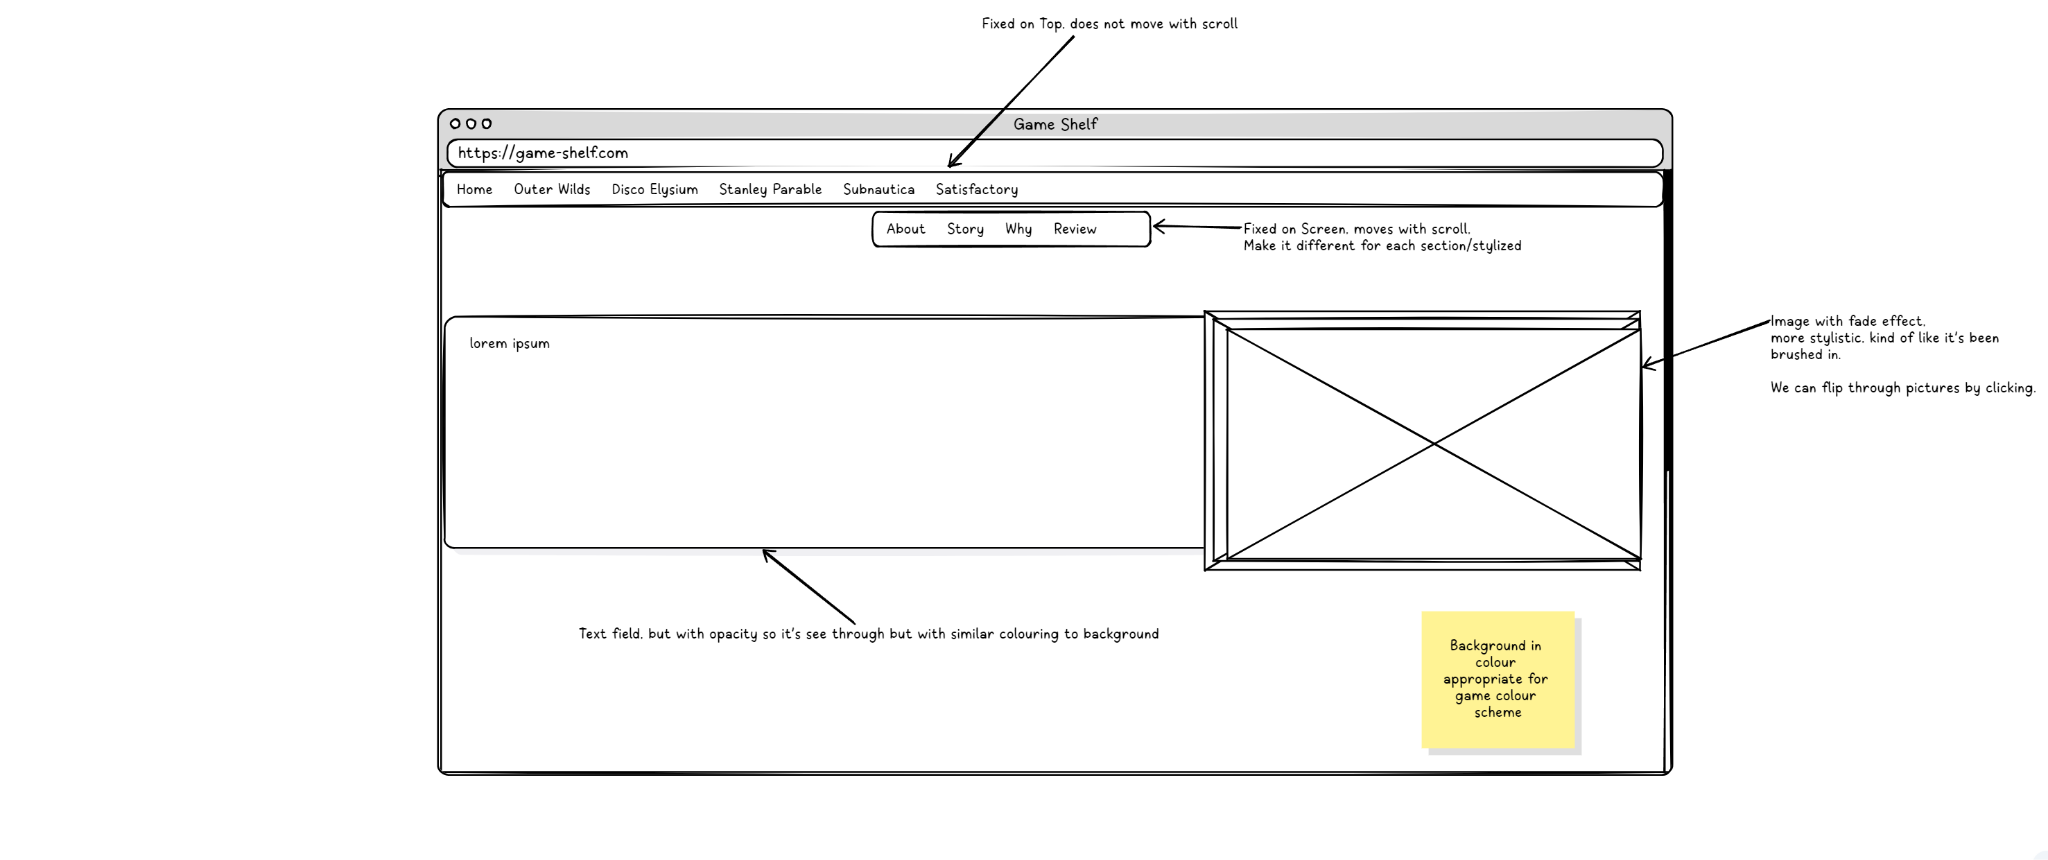 Fixed on Top. does not move with scroll
Game Shelf
https://game-shelf.com
Home Outer Wilds Disco Elysium Stanley Parable Subnautica Satisfactory
About Story Why Review
Fixed on Screen. moves with scroll.
Make it different for each section/stylized
Image with fade effect.
more stylistic. kind of like it's been
brushed in.
We can flip through pictures by clicking.
lorem ipsum
Text field. but with opacity so it's see through but with similar colouring to background
Background in
colour
appropriate for
game colour
scheme